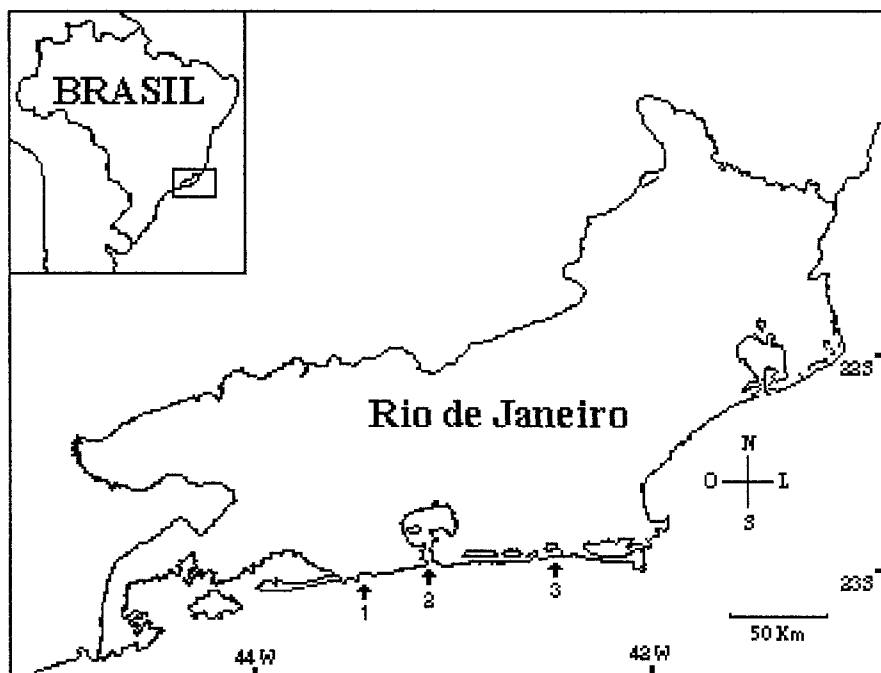 BRASIL
Rio de Janeiro
22S
N
O L
S
1 2 3
23S
50 Km
44 W 42 W